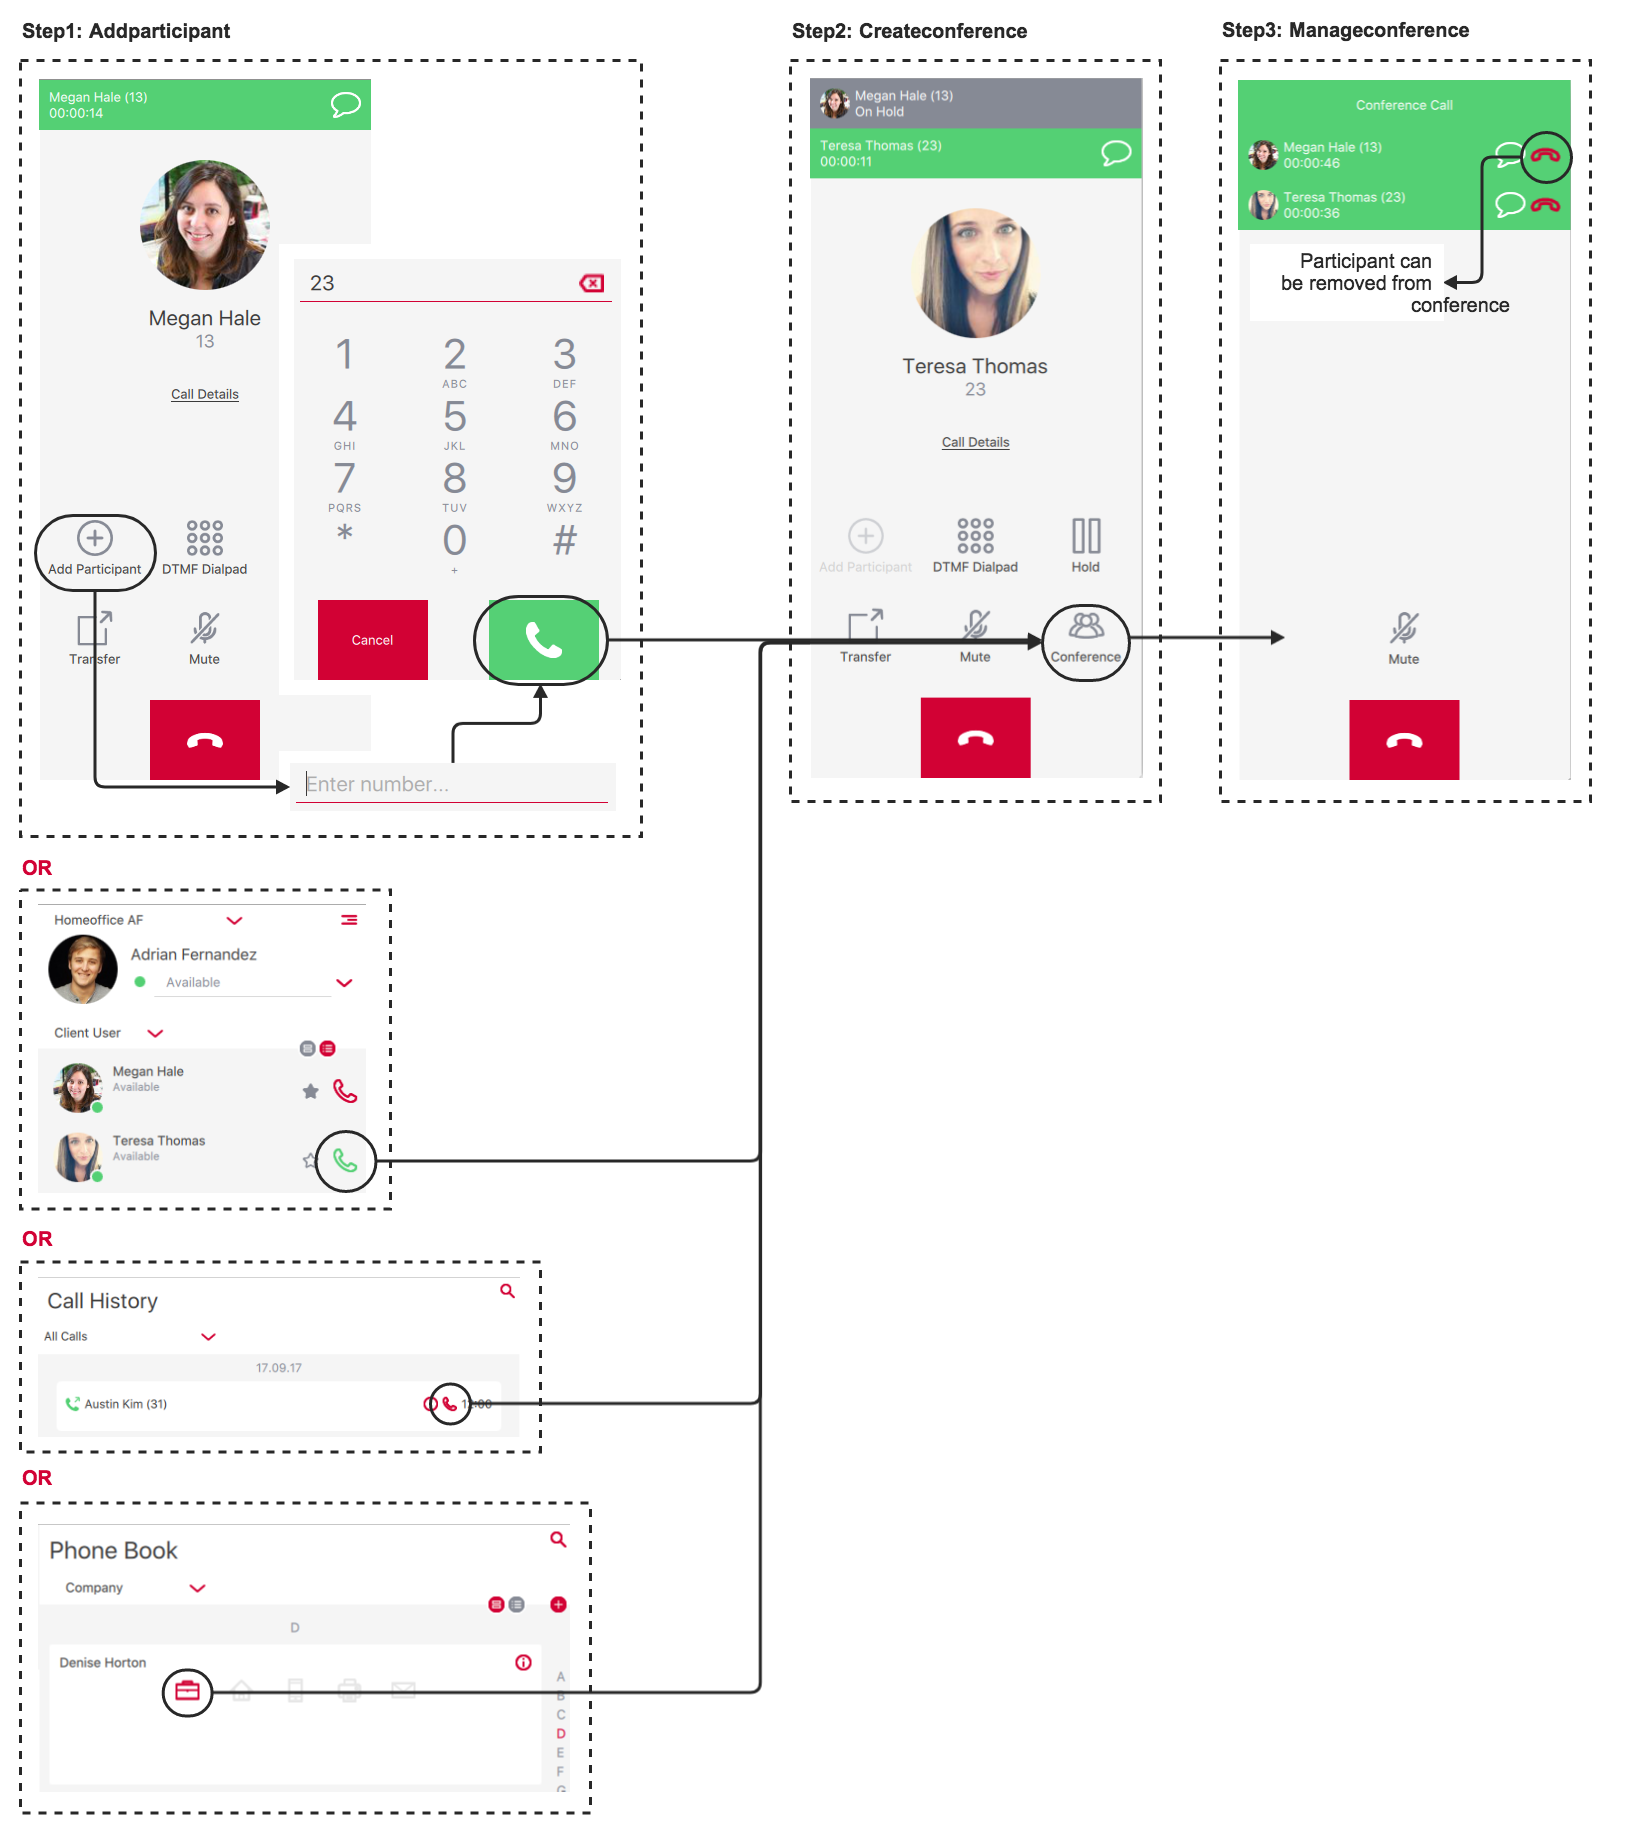 Step1: Addparticipant
Megan Hale (13)
00:00:14
Megan Hale
13
Call Details
Add Participant
DTMF Dialpad
Transfer
Mute
23
1
2
3
ABC
DEF
4
5
6
GHI
JKL
MNO
7
8
9
PQRS
TUV
WXYZ
*
0
#
+
Cancel
Enter number...
Step2: Createconference
Megan Hale (13)
On Hold
Teresa Thomas (23)
00:00:11
Teresa Thomas
23
Call Details
Add Participant
DTMF Dialpad
Hold
Transfer
Mute
Conference
Step3: Manageconference
Conference Call
Megan Hale (13)
00:00:46
Teresa Thomas (23)
00:00:36
Participant can
be removed from
conference
Mute
OR
Homeoffice AF
Adrian Fernandez
Available
Client User
Megan Hale
Available
Teresa Thomas
Available
OR
Call History
All Calls
17.09.17
Austin Kim (31)
OR
Phone Book
Company
D
Denise Horton
A
B
C
D
E
F
G